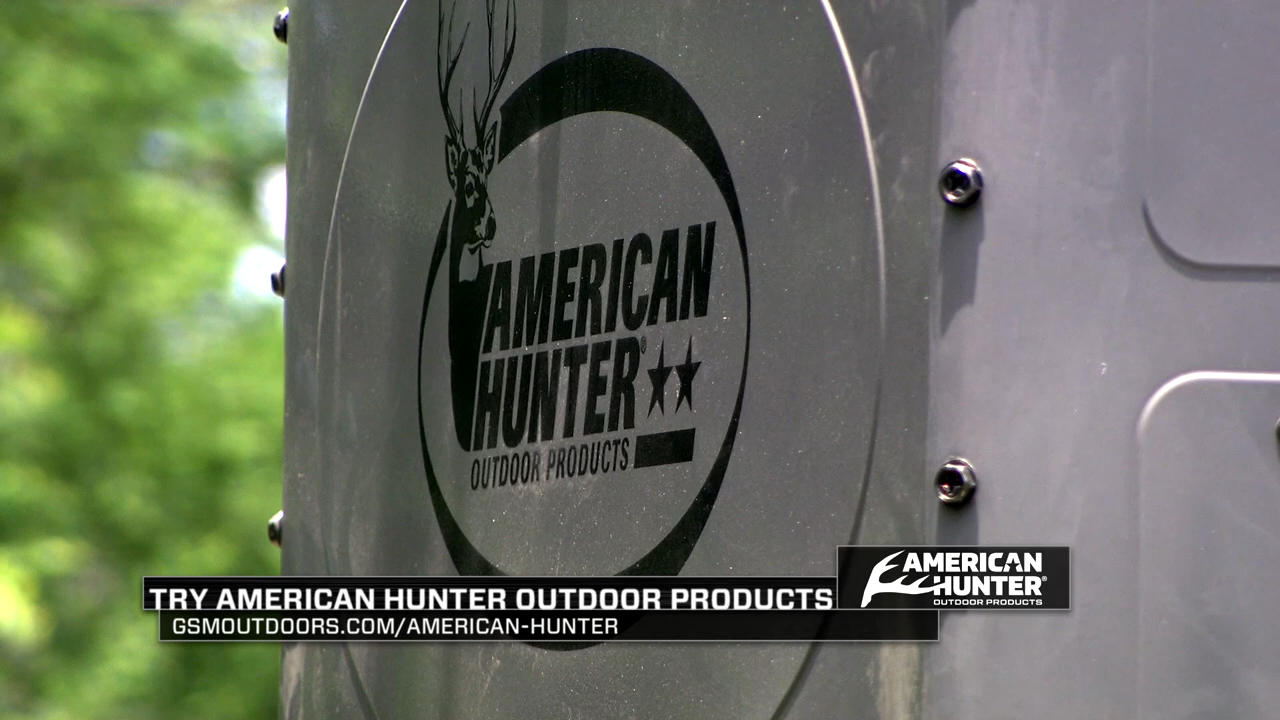 AMERICAN
HUNTER®
OUTDOOR PRODUCTS
TRY AMERICAN HUNTER OUTDOOR PRODUCTS
GSMOUTDOORS.COM/AMERICAN-HUNTER
AMERICAN
HUNTER®
OUTDOOR PRODUCTS